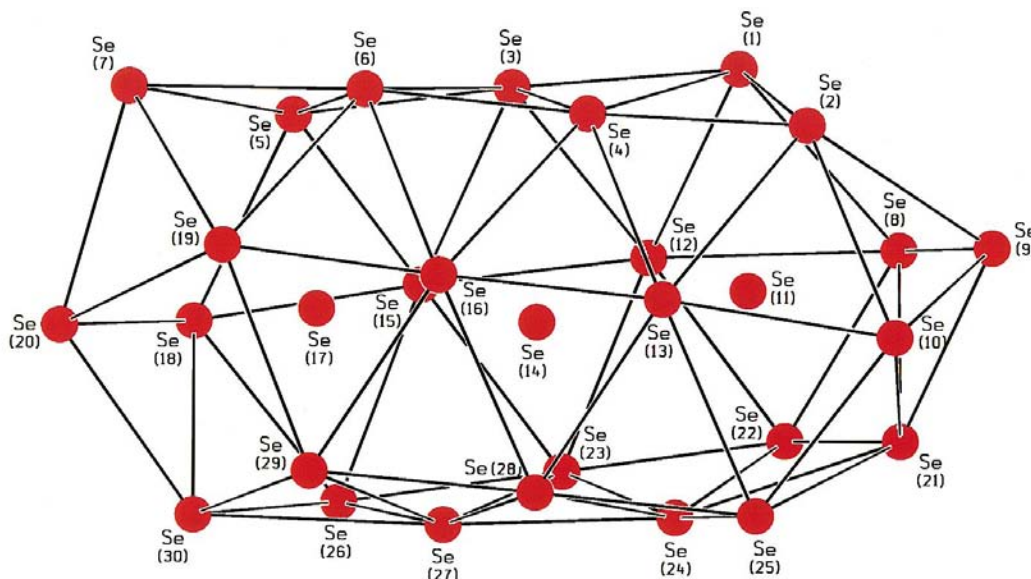 Se
(1)
Se
(3)
Se
(6)
Se
(7)
Se
(2)
Se
(5)
Se
(4)
Se
(8)
Se
(9)
Se
(19)
Se
(12)
Se
(11)
Se
(15)
Se
(16)
Se
(13)
Se
(10)
Se
(20)
Se
(18)
Se
(17)
Se
(14)
Se
(22)
Se
(23)
Se
(29)
Se (28)
Se
(21)
Se
(30)
Se
(26)
Se
(27)
Se
(24)
Se
(25)